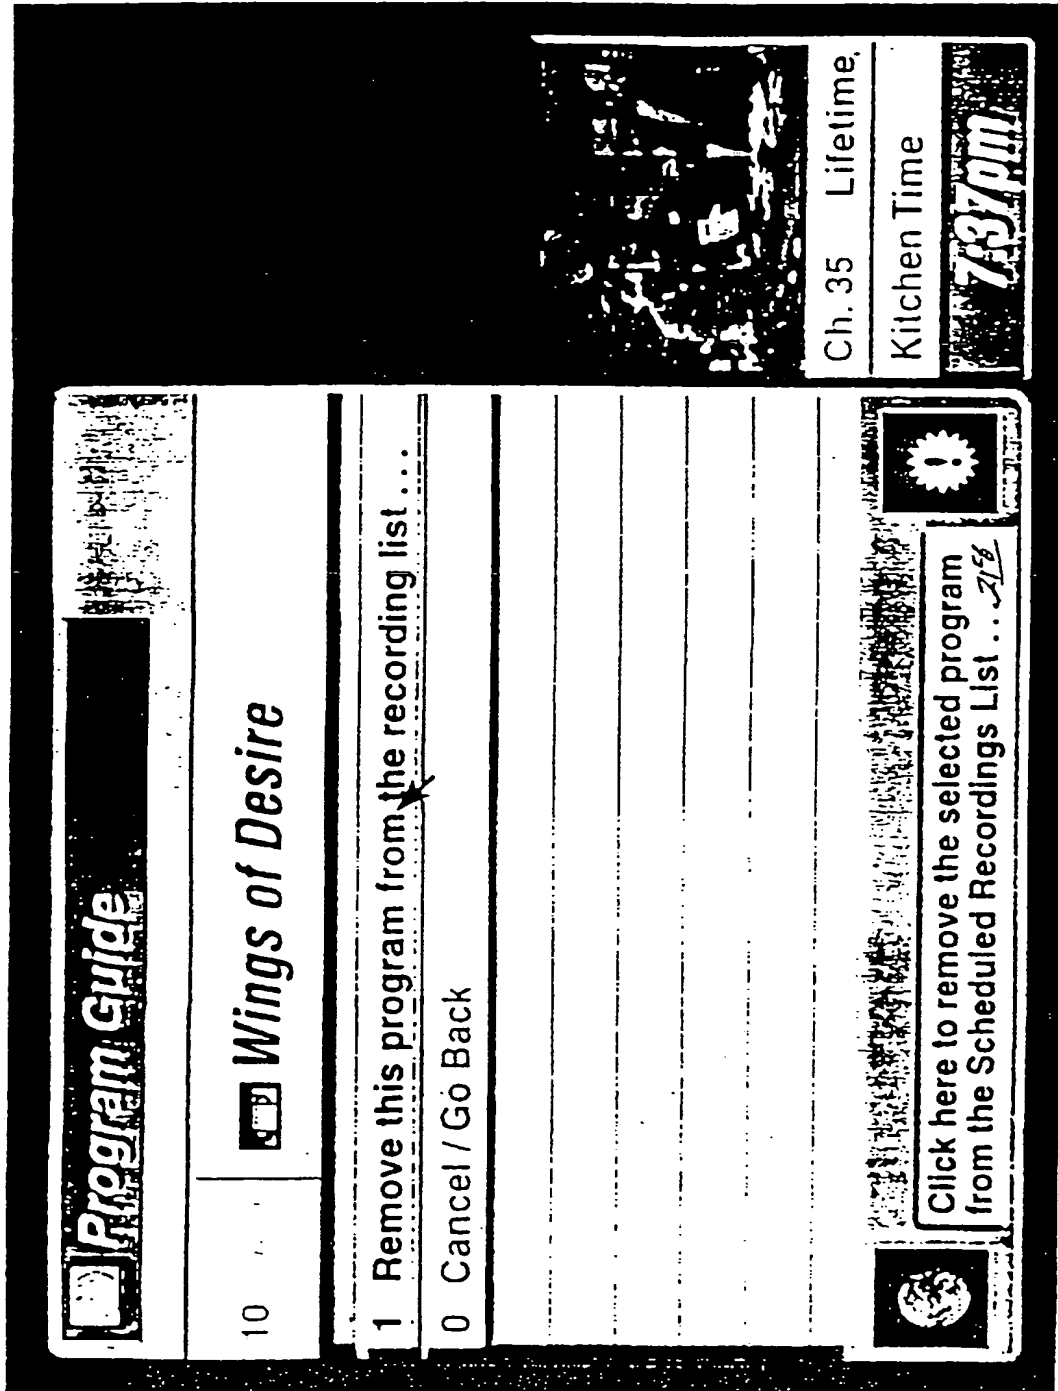 Program Guide
10
Wings of Desire
1 Remove this program from the recording list...
0 Cancel / Go Back
Click here to remove the selected program
from the Scheduled Recordings List...
Ch. 35 Lifetime
Kitchen Time
7:37pm